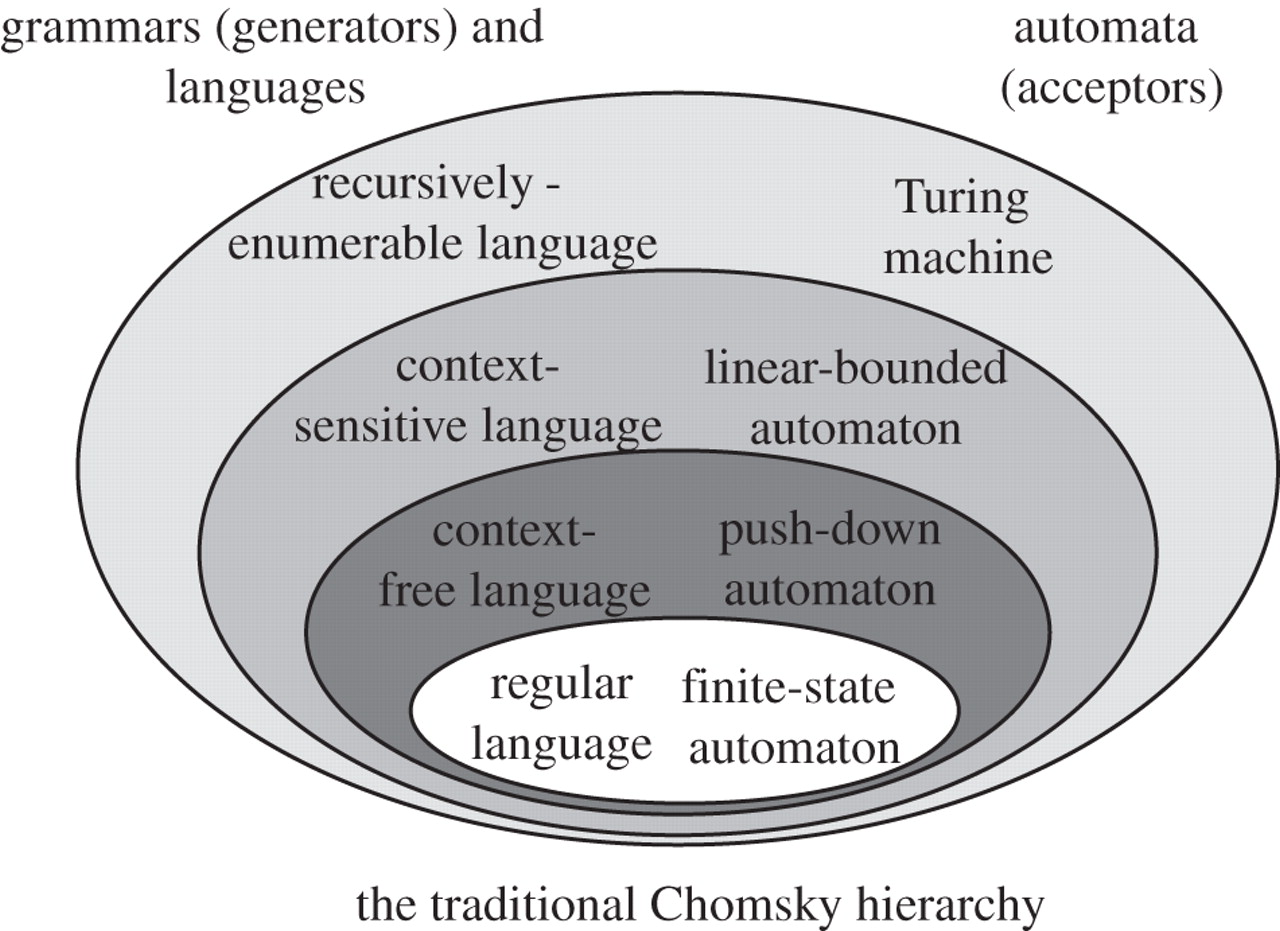 grammars (generators) and
languages
automata
(acceptors)
recursively -
enumerable language
Turing
machine
context-
sensitive language
linear-bounded
automaton
context-
free language
push-down
automaton
regular
language
finite-state
automaton
the traditional Chomsky hierarchy